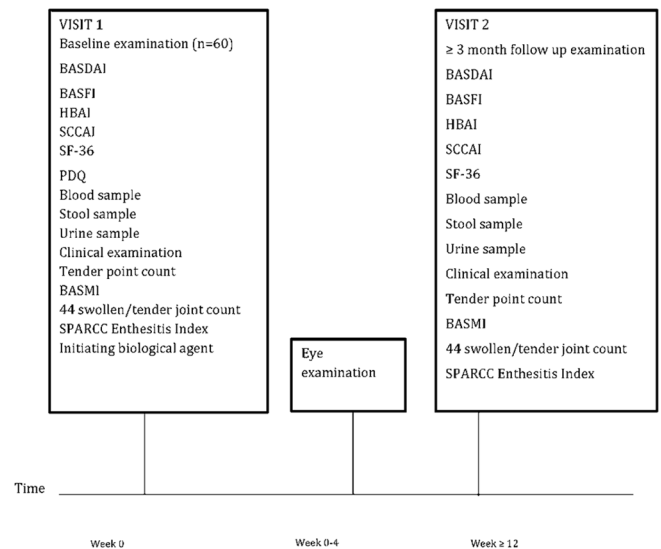 VISIT 1
Baseline examination (n=60)
BASDAI
BASFI
HBAI
SCCAI
SF-36
PDQ
Blood sample
Stool sample
Urine sample
Clinical examination
Tender point count
BASMI
44 swollen/tender joint count
SPARCC Enthesitis Index
Initiating biological agent
Eye
examination
VISIT 2
≥ 3 month follow up examination
BASDAI
BASFI
HBAI
SCCAI
SF-36
Blood sample
Stool sample
Urine sample
Clinical examination
Tender point count
BASMI
44 swollen/tender joint count
SPARCC Enthesitis Index
Time
Week 0
Week 0-4
Week ≥ 12